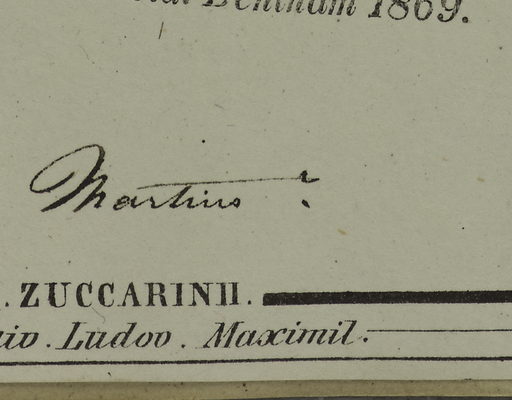 Bentham 1869.
Martius :
. ZUCCARINII.
Ludov. Maximil.